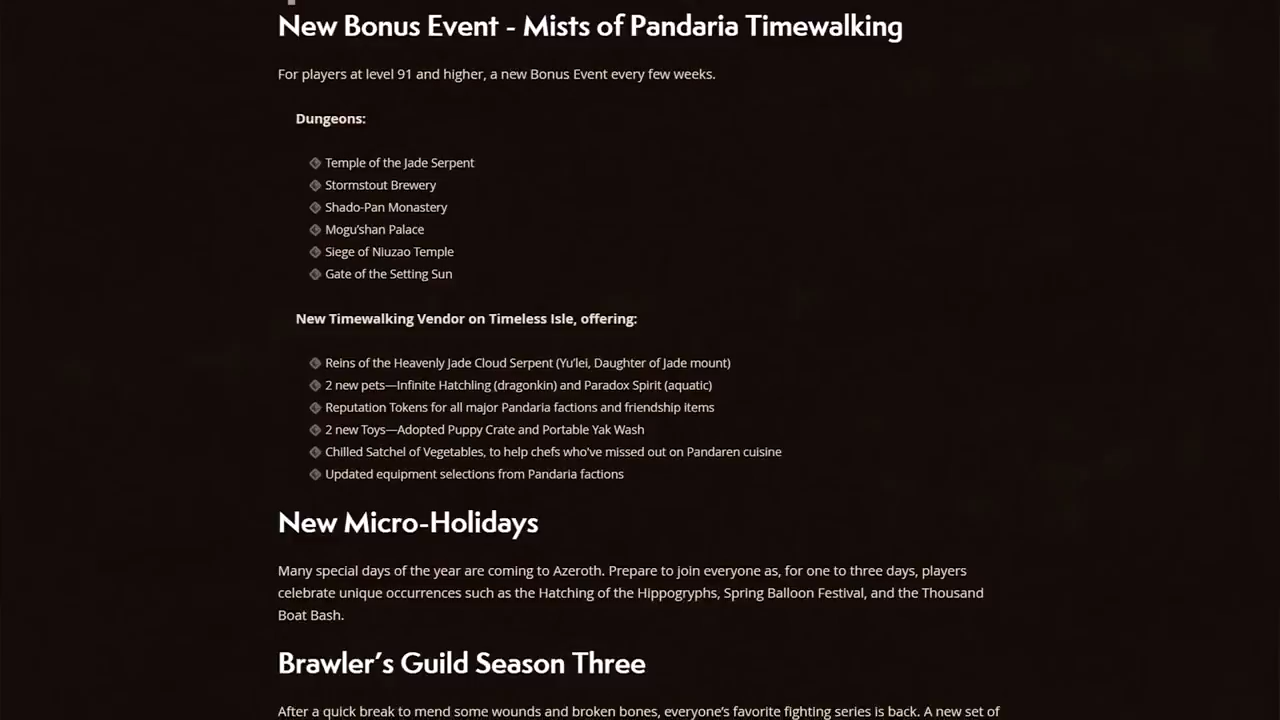 New Bonus Event - Mists of Pandaria Timewalking
For players at level 91 and higher, a new Bonus Event every few weeks.
Dungeons:
Temple of the Jade Serpent
Stormstout Brewery
Shado-Pan Monastery
Mogu'shan Palace
Siege of Niuzao Temple
Gate of the Setting Sun
New Timewalking Vendor on Timeless Isle, offering:
Reins of the Heavenly Jade Cloud Serpent (Yu'lei, Daughter of Jade mount)
2 new pets—Infinite Hatchling (dragonkin) and Paradox Spirit (aquatic)
Reputation Tokens for all major Pandaria factions and friendship items
2 new Toys—Adopted Puppy Crate and Portable Yak Wash
Chilled Satchel of Vegetables, to help chefs who've missed out on Pandaren cuisine
Updated equipment selections from Pandaria factions
New Micro-Holidays
Many special days of the year are coming to Azeroth. Prepare to join everyone as, for one to three days, players
celebrate unique occurrences such as the Hatching of the Hippogryphs, Spring Balloon Festival, and the Thousand
Boat Bash.
Brawler's Guild Season Three
After a quick break to mend some wounds and broken bones, everyone's favorite fighting series is back. A new set of